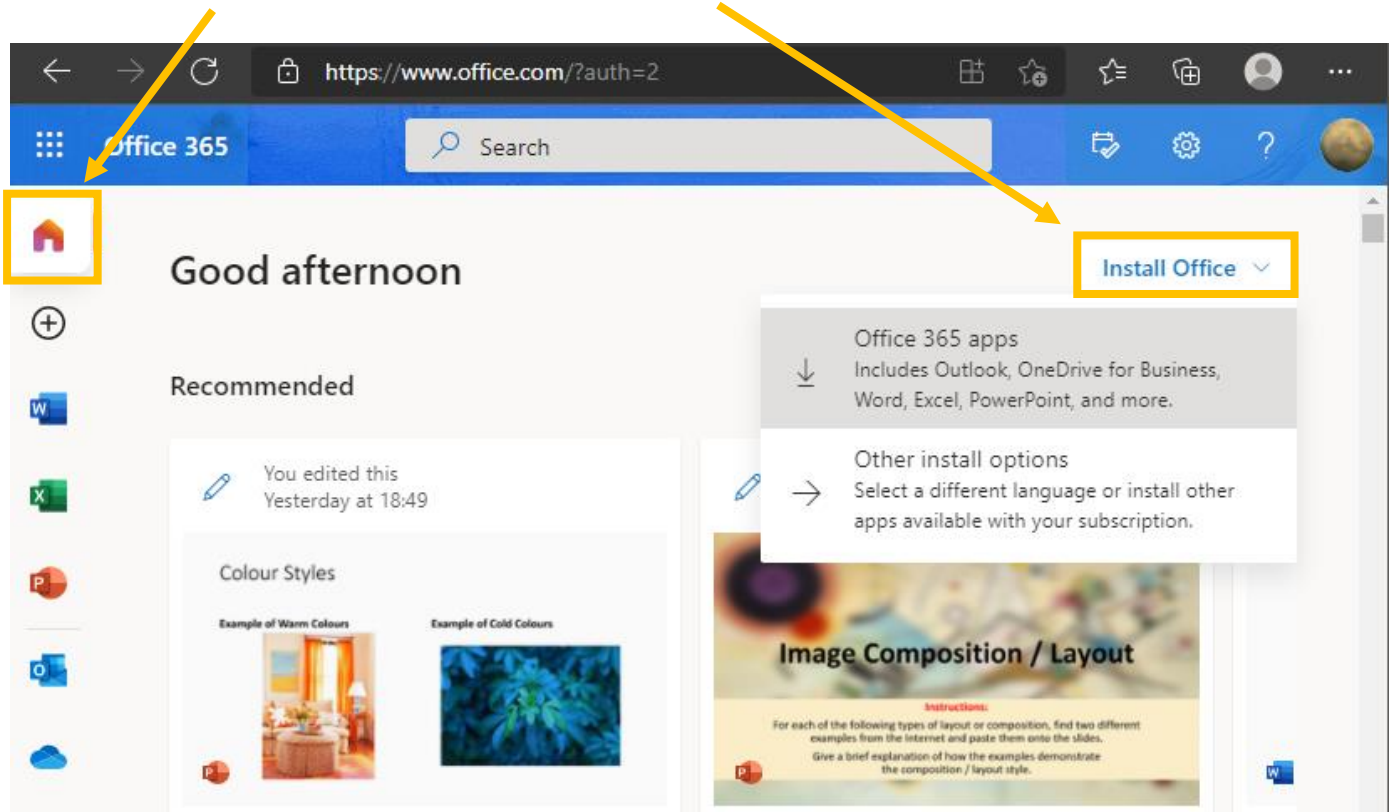 https://www.office.com/?auth=2
Office 365
Search
?
Good afternoon
Install Office
Office 365 apps
Includes Outlook, OneDrive for Business,
Word, Excel, PowerPoint, and more.
Other install options
Select a different language or install other
apps available with your subscription.
Recommended
You edited this
Yesterday at 18:49
Colour Styles
Example of Warm Colours
Example of Cold Colours
Image Composition / Layout
Instructions:
For each of the following types of layout or composition, find two different
examples from the Internet and paste them onto the slides.
Give a brief explanation of how the examples demonstrate
the composition / layout style.
W
X
P
O
P
P
W